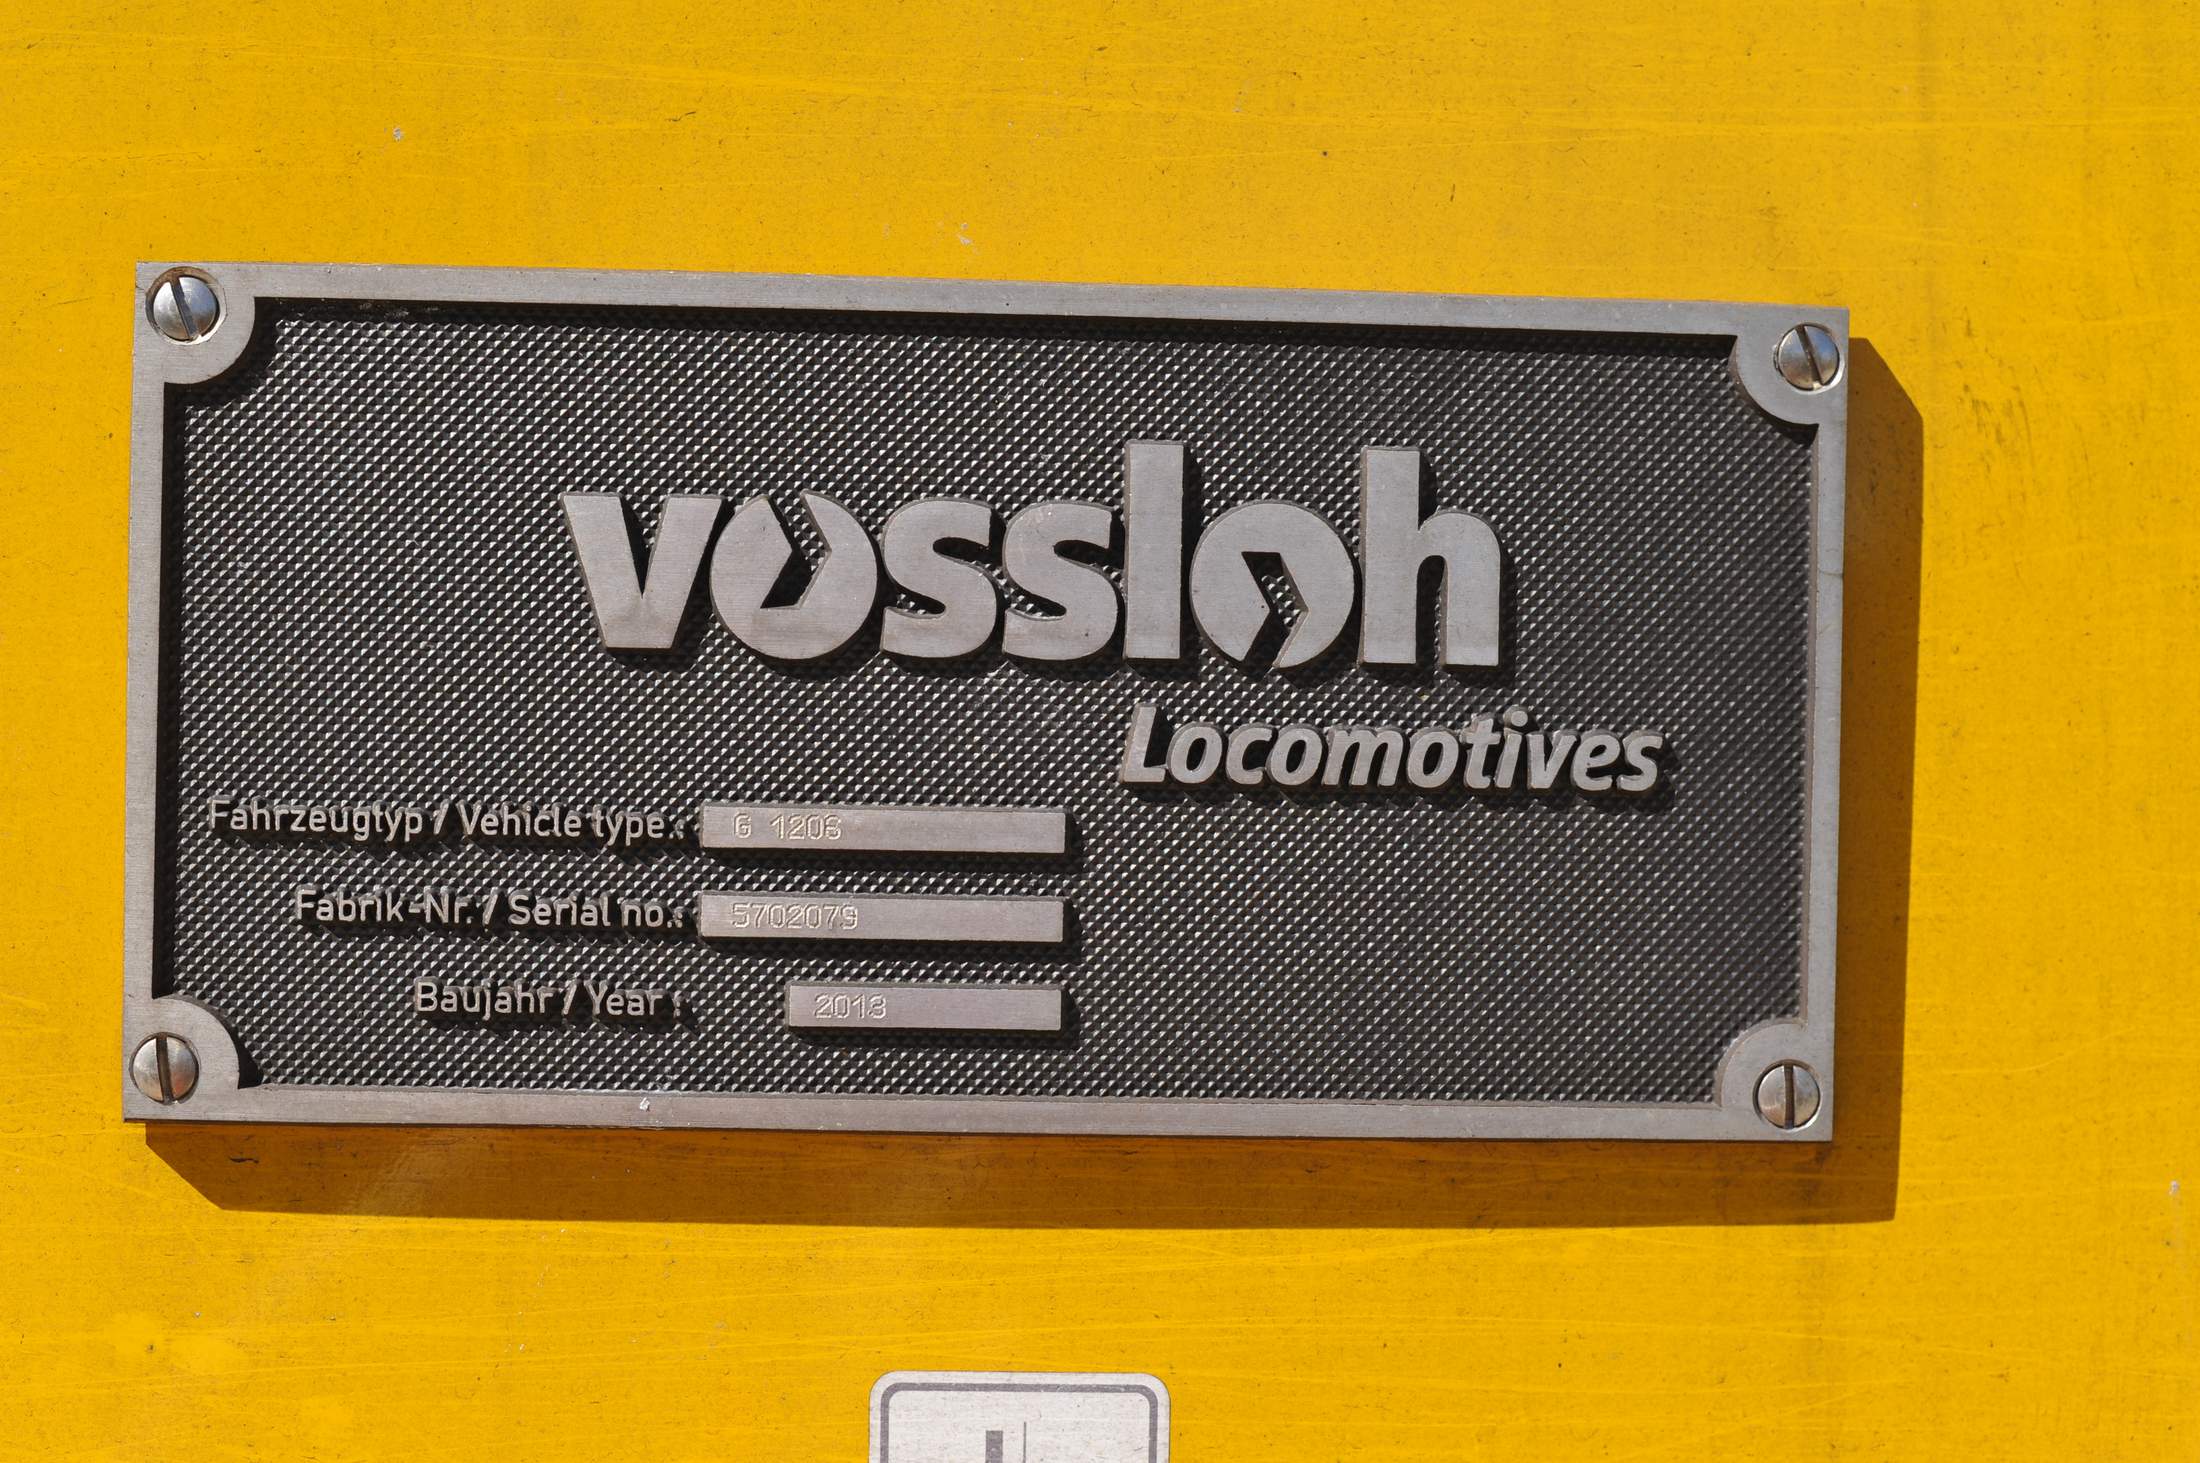 vossloh
Locomotives
Fahrzeugtyp / Vehicle type.: G 1206
Fabrik-Nr. / Serial no.: 5702079
Baujahr / Year : 2013